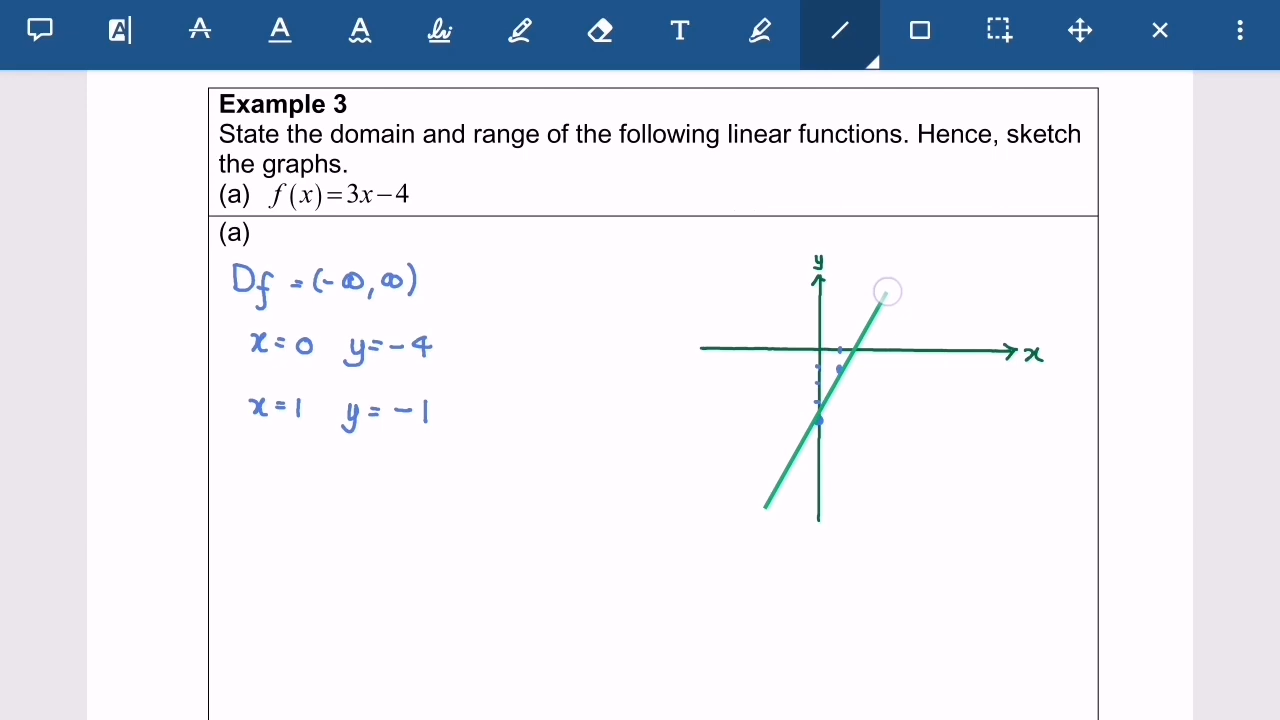 Example 3
State the domain and range of the following linear functions. Hence, sketch
the graphs.
(a) f(x)=3x−4
(a)
Df = (-∞, ∞)
x=0 y=-4
x=1 y=-1
y
x